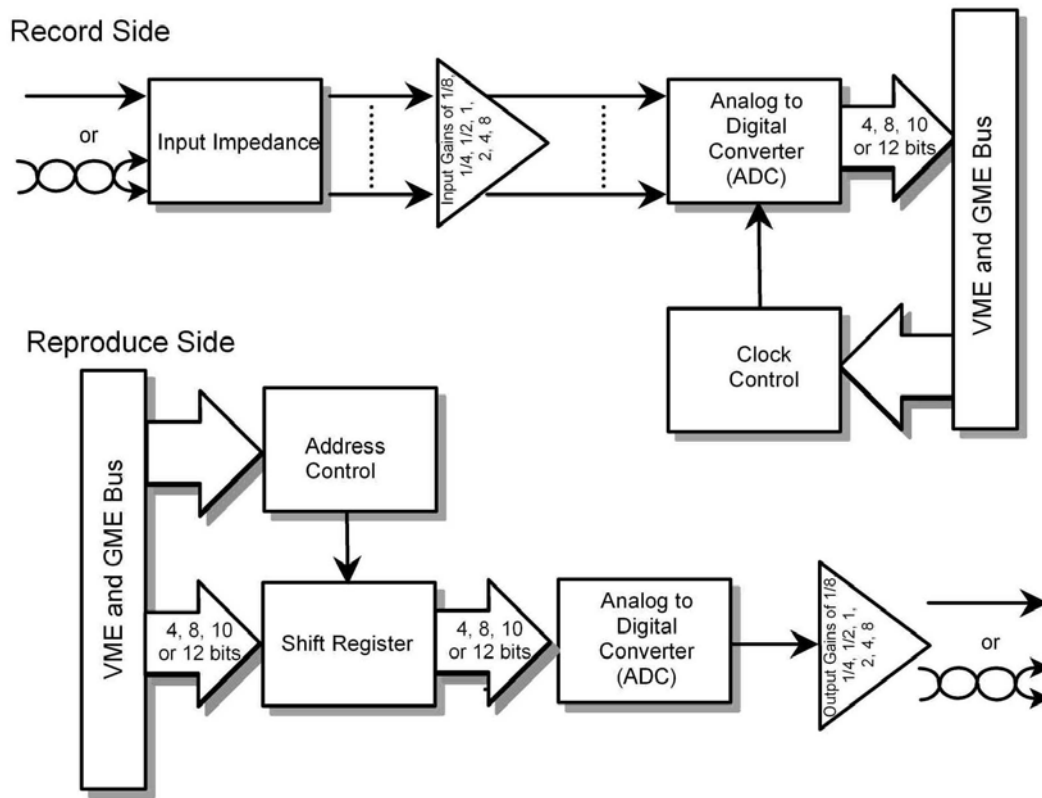 Record Side
or
Input Impedance
Input Gains of 1/8,
1/4, 1/2, 1,
2, 4, 8
Analog to
Digital
Converter
(ADC)
4, 8, 10
or 12 bits
VME and GME Bus
Clock
Control
Reproduce Side
VME and GME Bus
Address
Control
4, 8, 10
or 12 bits
Shift Register
4, 8, 10
or 12 bits
Analog to
Digital
Converter
(ADC)
Output Gains of 1/8
1/4, 1/2, 1,
2, 4, 8
or